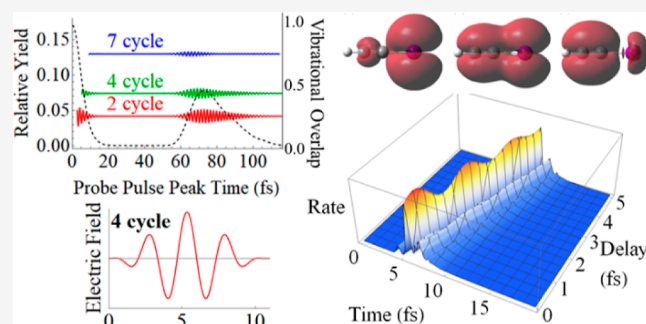 7 cycle
4 cycle
2 cycle
Relative Yield
0.15
0.10
0.05
0.00
Vibrational Overlap
1.0
0.5
0.0
0 20 40 60 80 100
Probe Pulse Peak Time (fs)
4 cycle
Electric Field
0 5 10
Rate
0 5 10 15
Time (fs)
0 1 2 3 4 5
Delay
(fs)